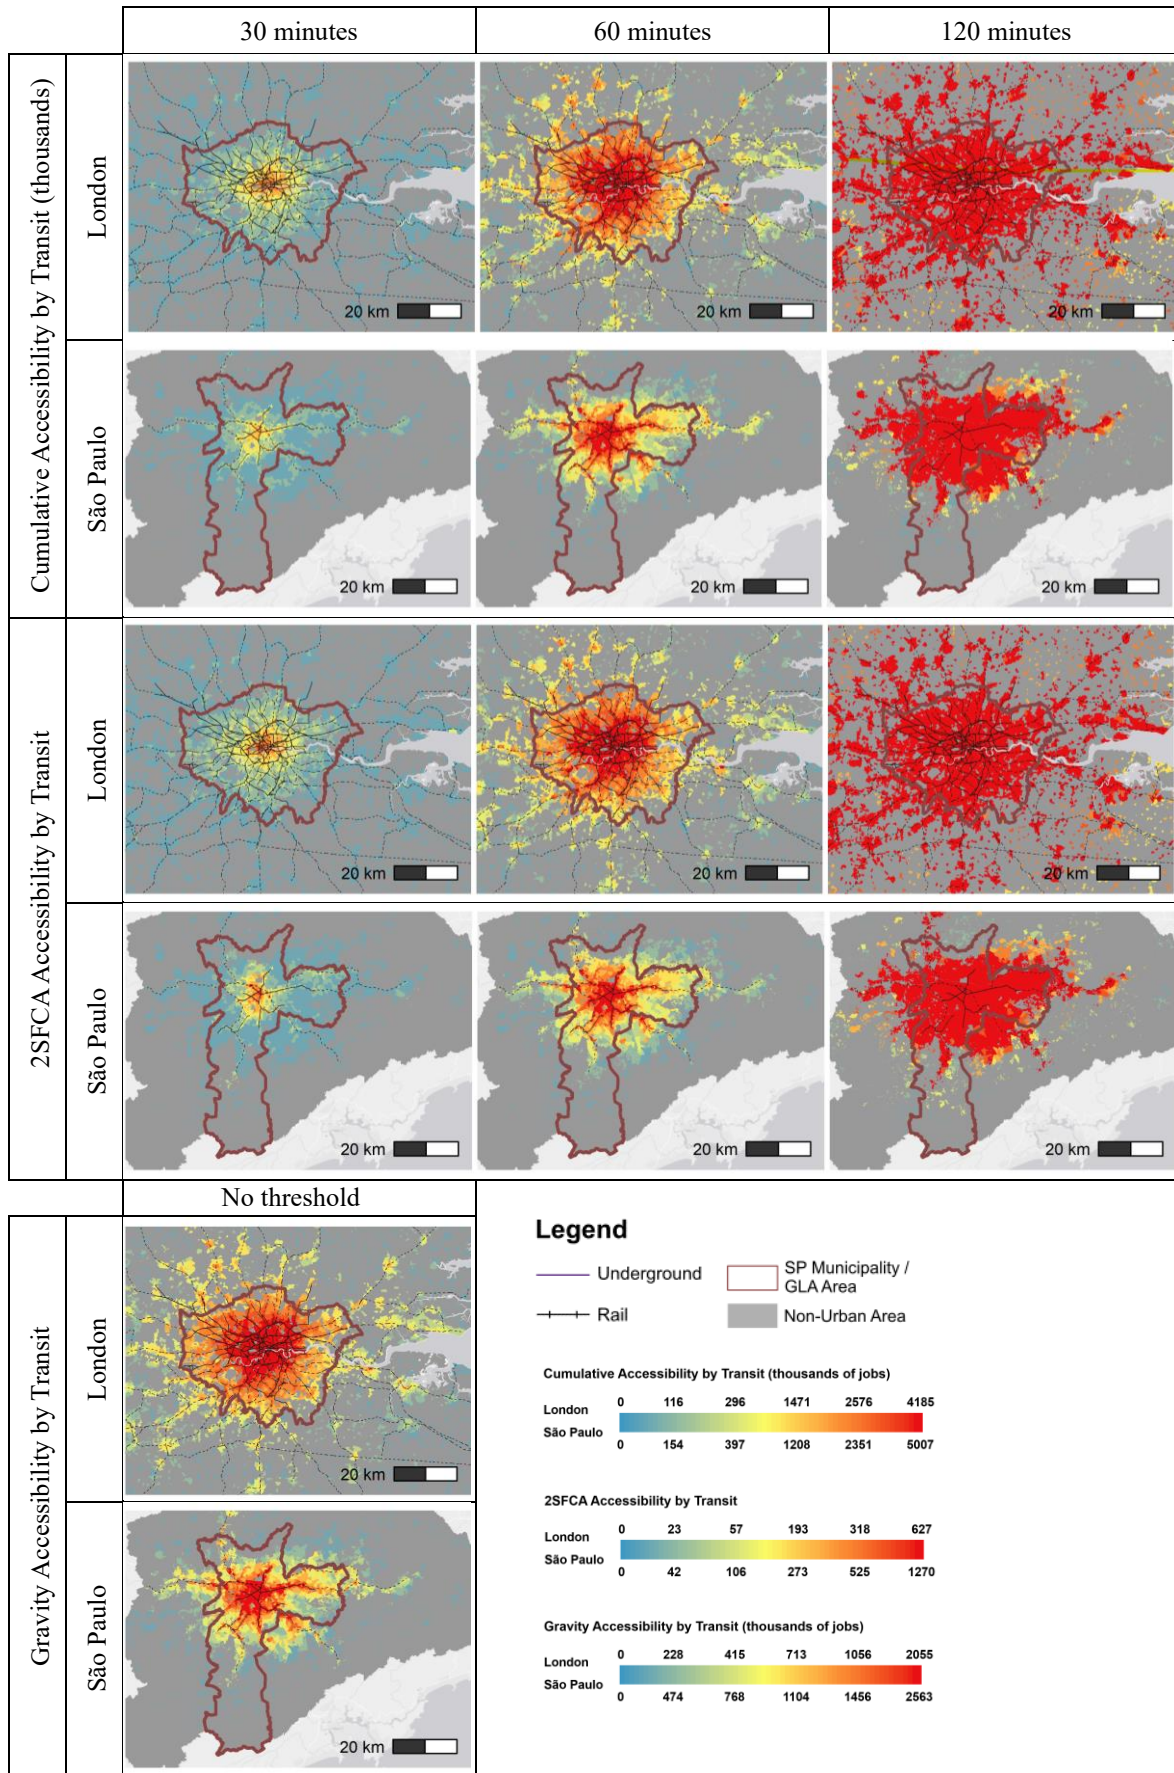 30 minutes
60 minutes
120 minutes
Cumulative Accessibility by Transit (thousands)
London
20 km
20 km
20 km
São Paulo
20 km
20 km
20 km
2SFCA Accessibility by Transit
London
20 km
20 km
20 km
São Paulo
20 km
20 km
20 km
No threshold
Gravity Accessibility by Transit
London
20 km
São Paulo
20 km
Legend
Underground
SP Municipality /
GLA Area
Rail
Non-Urban Area
Cumulative Accessibility by Transit (thousands of jobs)
London 0 116 296 1471 2576 4185
São Paulo 0 154 397 1208 2351 5007
2SFCA Accessibility by Transit
London 0 23 57 193 318 627
São Paulo 0 42 106 273 525 1270
Gravity Accessibility by Transit (thousands of jobs)
London 0 228 415 713 1056 2055
São Paulo 0 474 768 1104 1456 2563